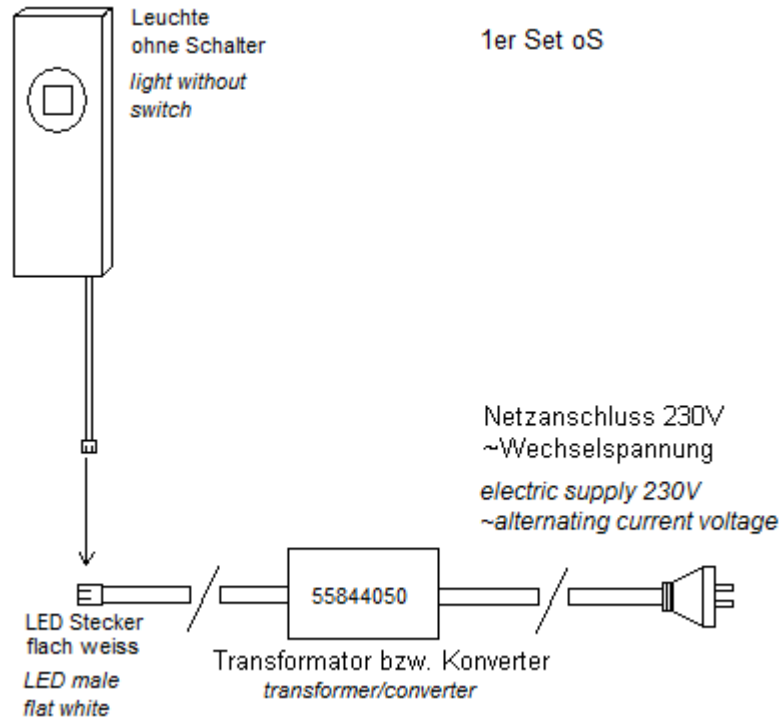 Leuchte
ohne Schalter
light without
switch
1er Set oS
Netzanschluss 230V
~Wechselspannung
electric supply 230V
~alternating current voltage
55844050
LED Stecker
flach weiss
LED male
flat white
Transformator bzw. Konverter
transformer/converter